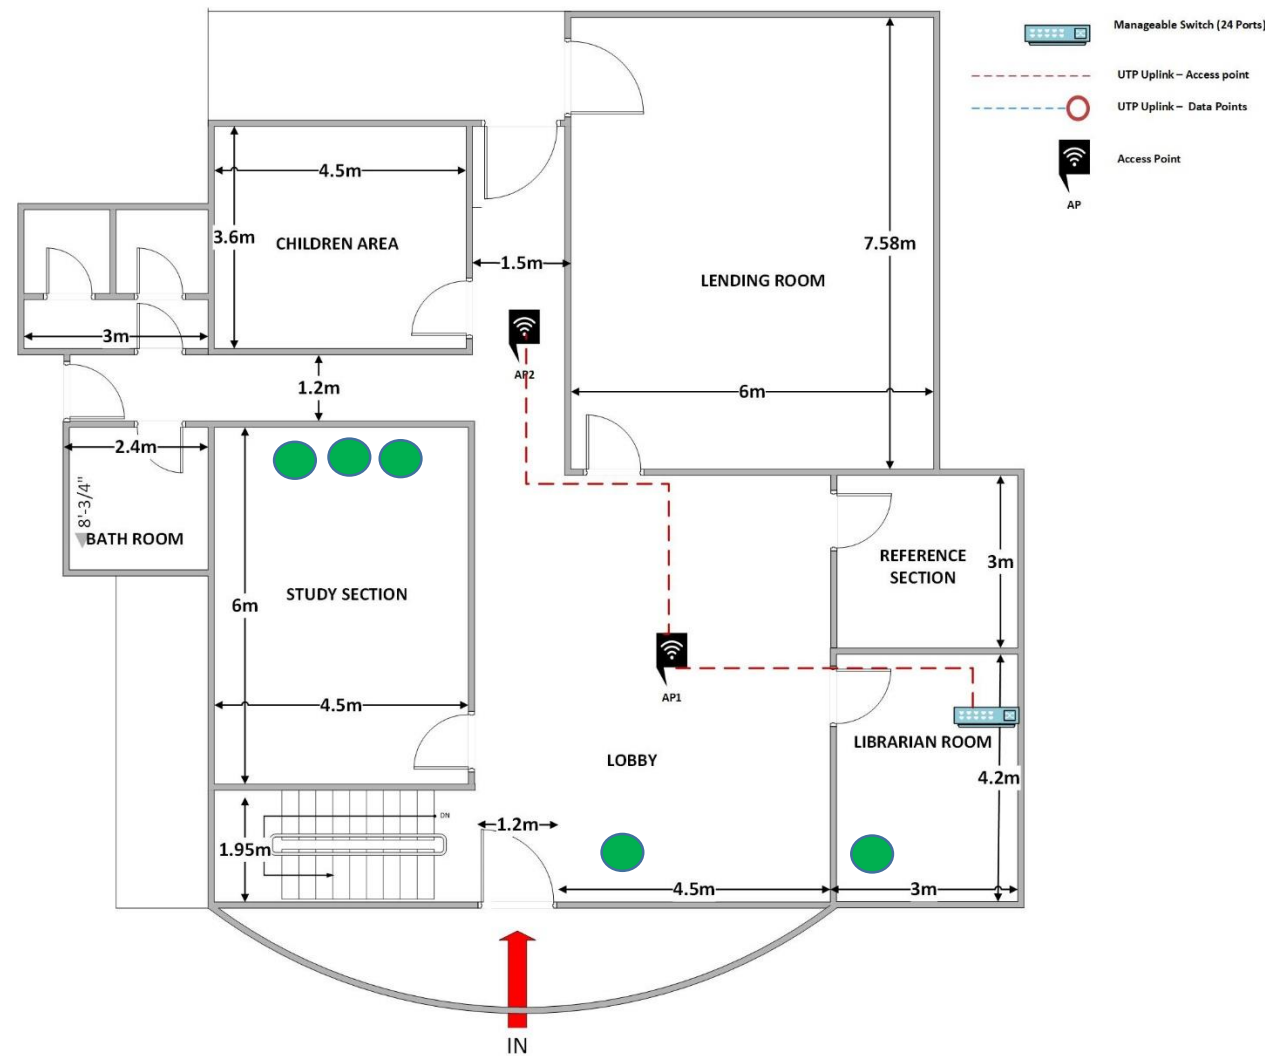 Manageable Switch (24 Ports)
UTP Uplink – Access point
UTP Uplink – Data Points
Access Point
AP
4.5m
3.6m
CHILDREN AREA
1.5m
7.58m
LENDING ROOM
3m
AP2
1.2m
6m
2.4m
8'-3/4"
BATH ROOM
STUDY SECTION
6m
4.5m
REFERENCE
SECTION
3m
AP1
LIBRARIAN ROOM
LOBBY
4.2m
DN
1.2m
1.95m
4.5m
3m
IN